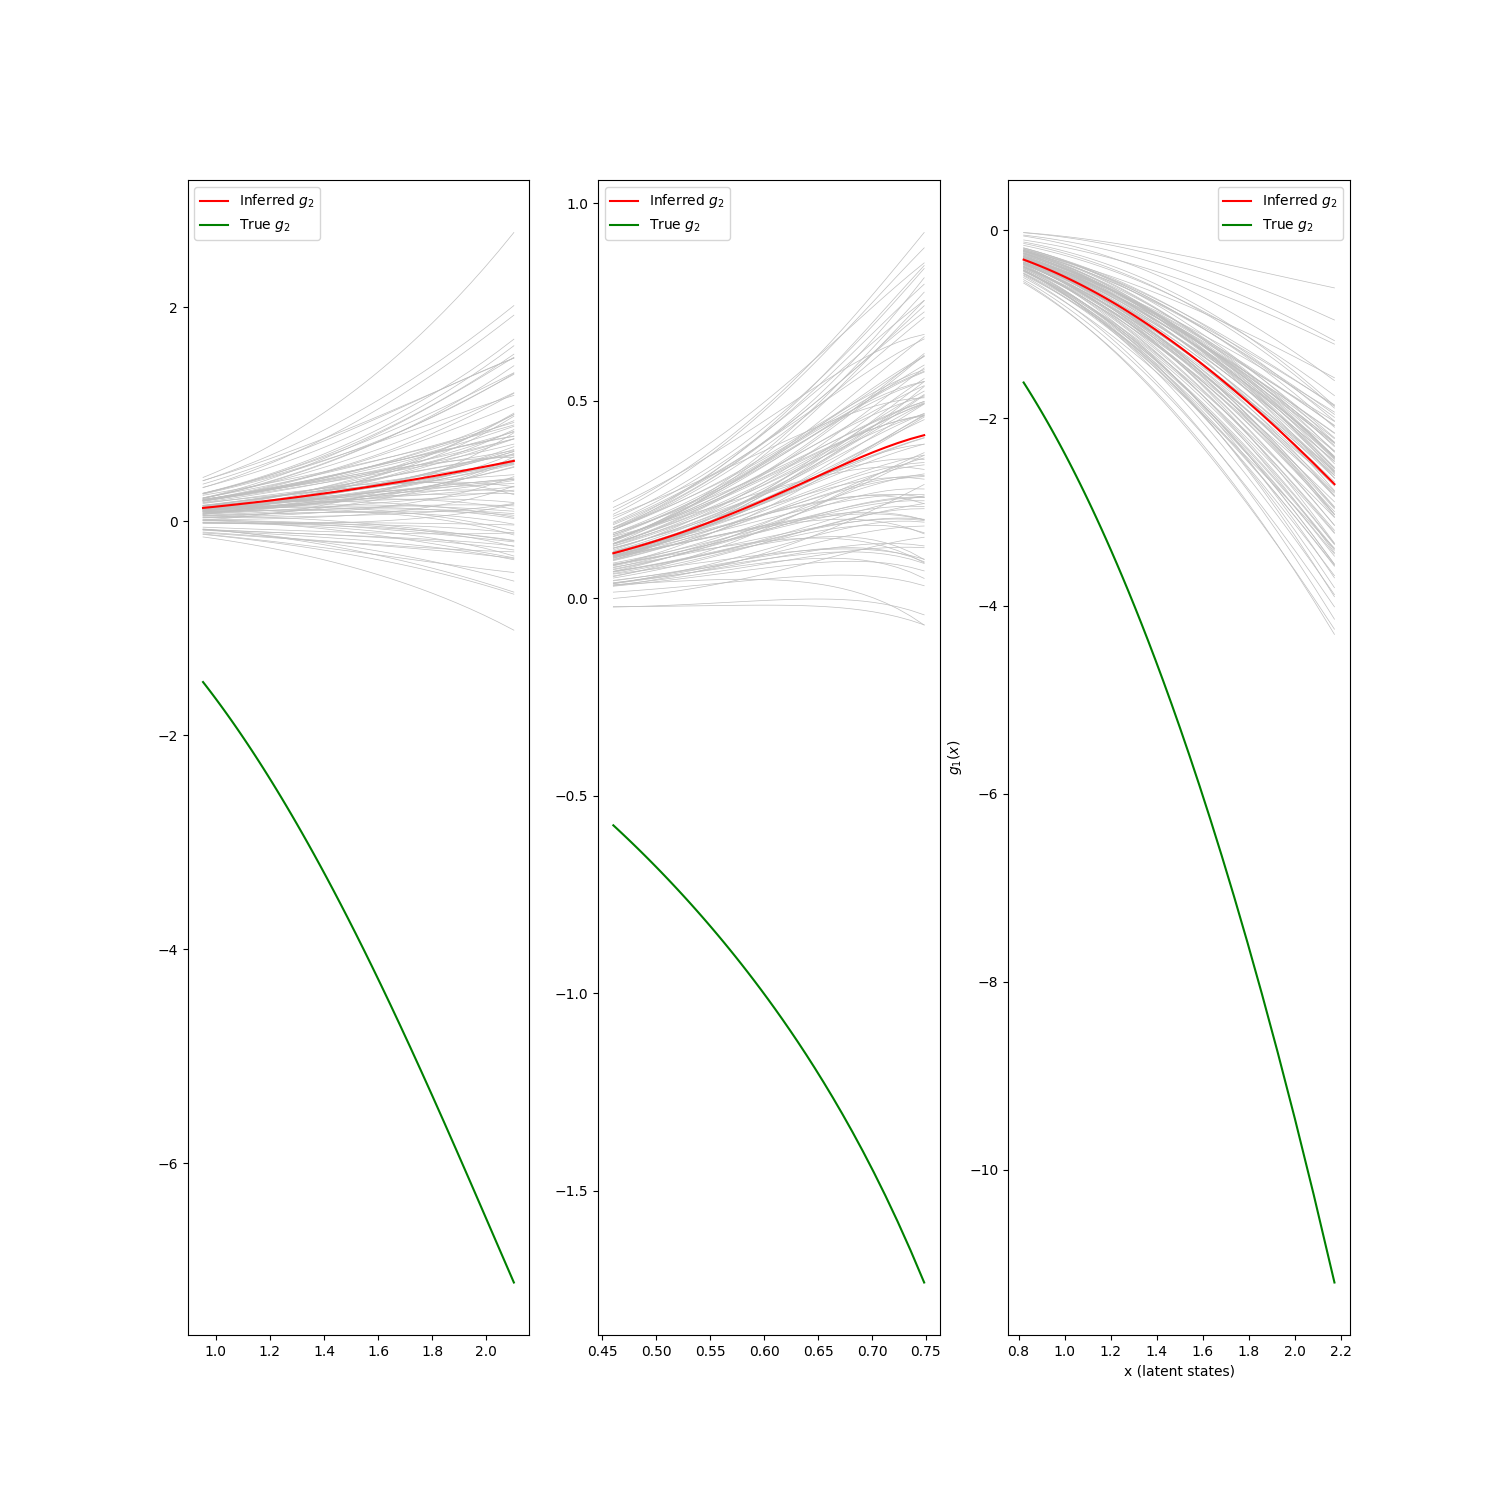 Inferred g₂
True g₂
2
0
−2
−4
−6
1.0 1.2 1.4 1.6 1.8 2.0
Inferred g₂
True g₂
1.0
0.5
0.0
−0.5
−1.0
−1.5
0.45 0.50 0.55 0.60 0.65 0.70 0.75
Inferred g₂
True g₂
g₁(x)
0
−2
−4
−6
−8
−10
0.8 1.0 1.2 1.4 1.6 1.8 2.0 2.2
x (latent states)